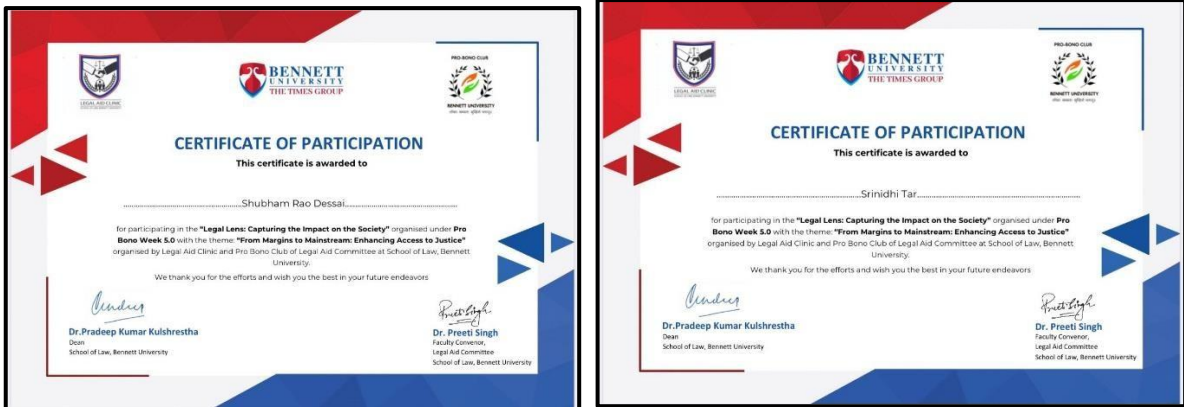 LEGAL AID CLINIC
BENNETT
UNIVERSITY
THE TIMES GROUP
PRO-BONO CLUB
BENNETT UNIVERSITY
CERTIFICATE OF PARTICIPATION
This certificate is awarded to
Shubham Rao Dessai
for participating in the "Legal Lens: Capturing the Impact on the Society" organised under Pro
Bono Week 5.0 with the theme: "From Margins to Mainstream: Enhancing Access to Justice"
organised by Legal Aid Clinic and Pro Bono Club of Legal Aid Committee at School of Law, Bennett
University.
We thank you for the efforts and wish you the best in your future endeavors
Preeti Singh
Dr.Pradeep Kumar Kulshrestha
Dean
School of Law, Bennett University
Dr. Preeti Singh
Faculty Convenor,
Legal Aid Committee
School of Law, Bennett University
LEGAL AID CLINIC
BENNETT
UNIVERSITY
THE TIMES GROUP
PRO-BONO CLUB
BENNETT UNIVERSITY
CERTIFICATE OF PARTICIPATION
This certificate is awarded to
Srinidhi Tar
for participating in the "Legal Lens: Capturing the Impact on the Society" organised under Pro
Bono Week 5.0 with the theme: "From Margins to Mainstream: Enhancing Access to Justice"
organised by Legal Aid Clinic and Pro Bono Club of Legal Aid Committee at School of Law, Bennett
University.
We thank you for the efforts and wish you the best in your future endeavors
Preeti Singh
Dr.Pradeep Kumar Kulshrestha
Dean
School of Law, Bennett University
Dr. Preeti Singh
Faculty Convenor,
Legal Aid Committee
School of Law, Bennett University